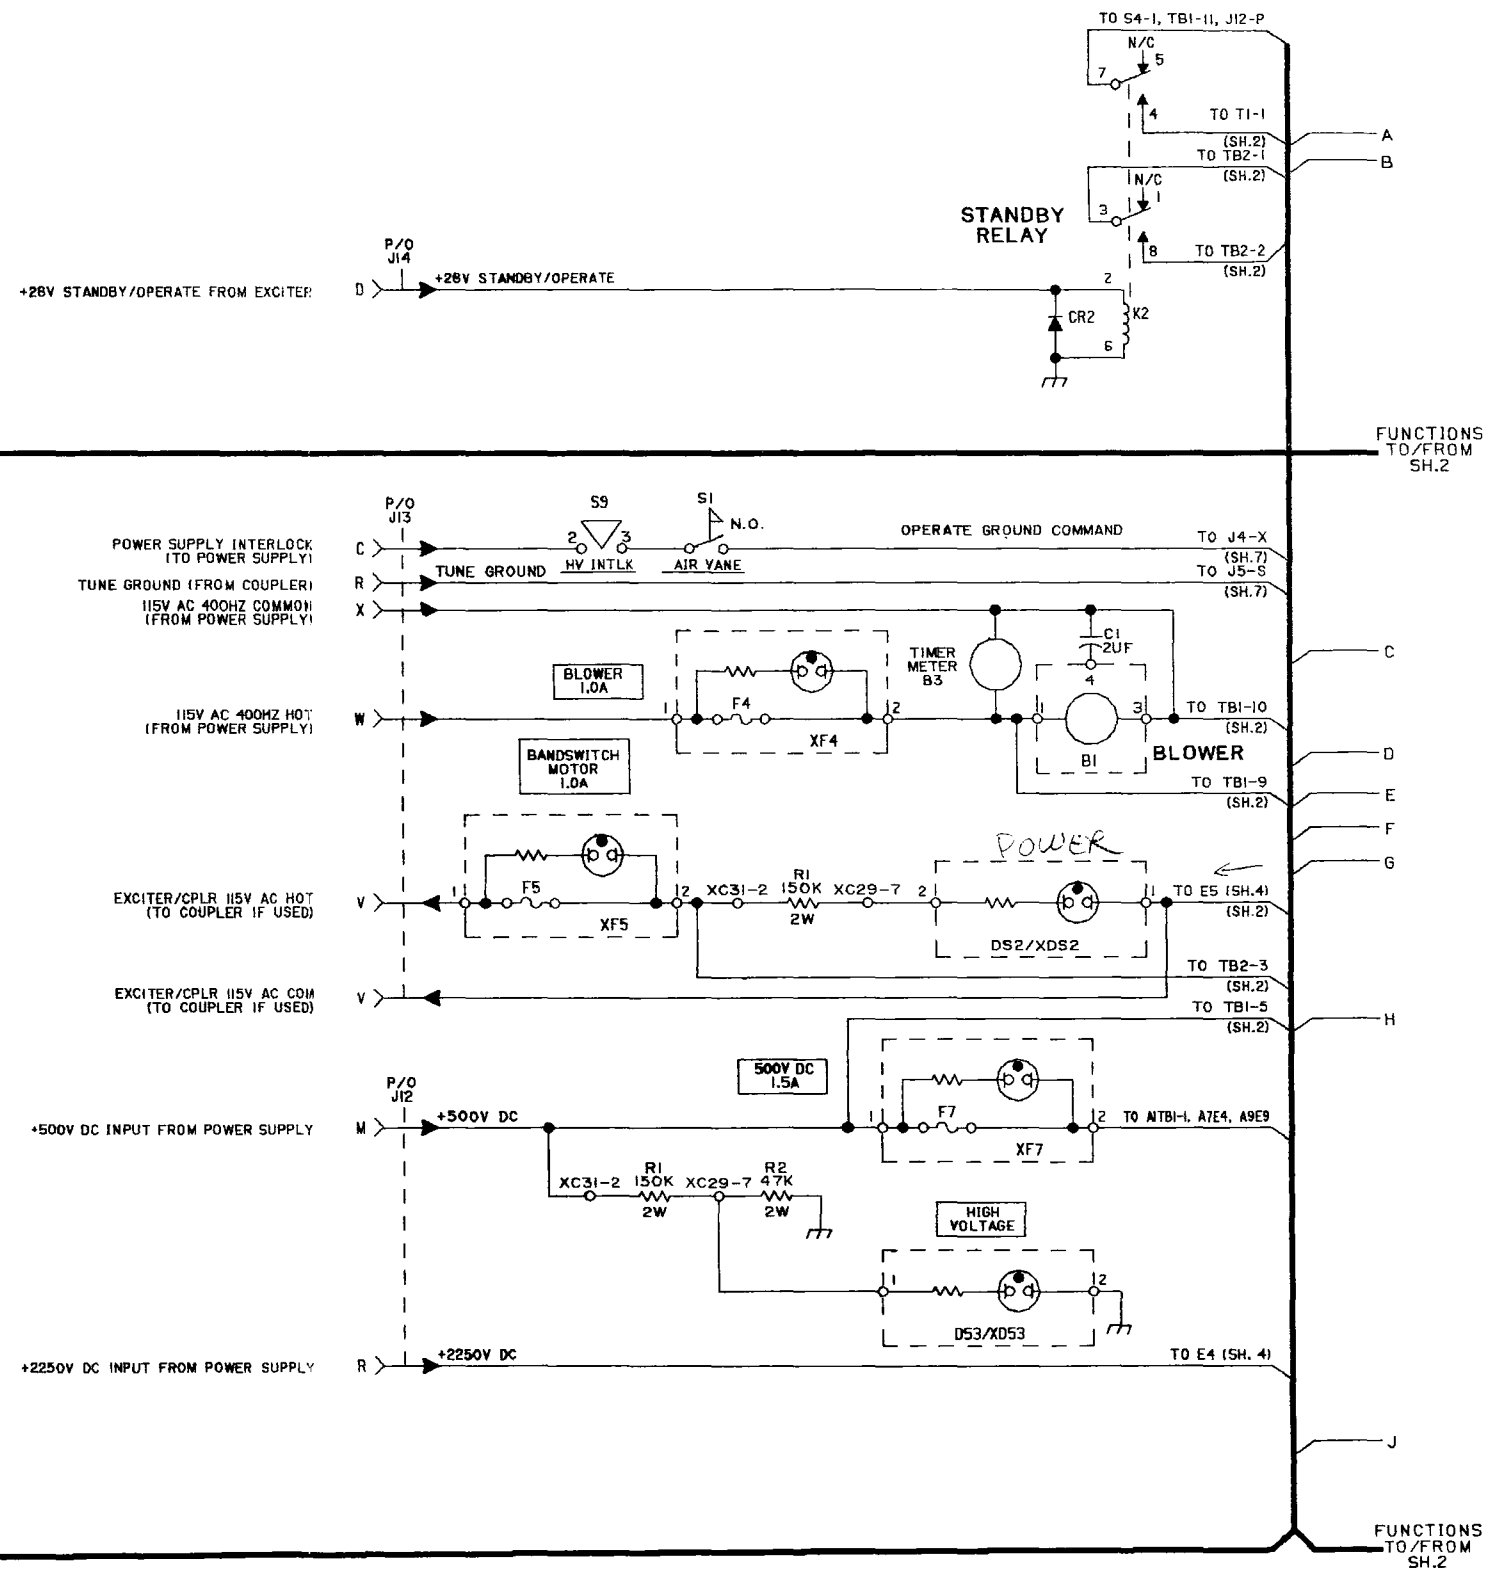 TO S4-1, TB1-11, J12-P
N/C
5
7
4
TO T1-1
(SH.2)
A
TO TB2-1
(SH.2)
B
N/C
1
3
STANDBY
RELAY
8
TO TB2-2
(SH.2)
P/O
J14
+28V STANDBY/OPERATE FROM EXCITER
D
+28V STANDBY/OPERATE
2
CR2
K2
6
FUNCTIONS
TO/FROM
SH.2
P/O
J13
S9
S1
N.O.
POWER SUPPLY INTERLOCK
(TO POWER SUPPLY)
C
2
3
HV INTLK
AIR VANE
OPERATE GROUND COMMAND
TO J4-X
(SH.7)
TUNE GROUND (FROM COUPLER)
R
TUNE GROUND
TO J5-S
(SH.7)
115V AC 400HZ COMMON
(FROM POWER SUPPLY)
X
TIMER
METER
B3
C1
2UF
4
C
BLOWER
1.0A
115V AC 400HZ HOT
(FROM POWER SUPPLY)
W
1
F4
2
XF4
1
3
B1
TO TB1-10
(SH.2)
BLOWER
D
BANDSWITCH
MOTOR
1.0A
TO TB1-9
(SH.2)
E
F
POWER
G
EXCITER/CPLR 115V AC HOT
(TO COUPLER IF USED)
V
1
F5
2
XF5
XC31-2
R1
150K
2W
XC29-7
2
1
DS2/XDS2
TO E5 (SH.4)
(SH.2)
TO TB2-3
(SH.2)
EXCITER/CPLR 115V AC COM
(TO COUPLER IF USED)
V
TO TB1-5
(SH.2)
H
500V DC
1.5A
P/O
J12
+500V DC INPUT FROM POWER SUPPLY
M
+500V DC
1
F7
2
XF7
TO A1TB1-1, A7E4, A9E9
XC31-2
R1
150K
2W
XC29-7
R2
47K
2W
HIGH
VOLTAGE
1
2
DS3/XDS3
+2250V DC INPUT FROM POWER SUPPLY
R
+2250V DC
TO E4 (SH. 4)
J
FUNCTIONS
TO/FROM
SH.2